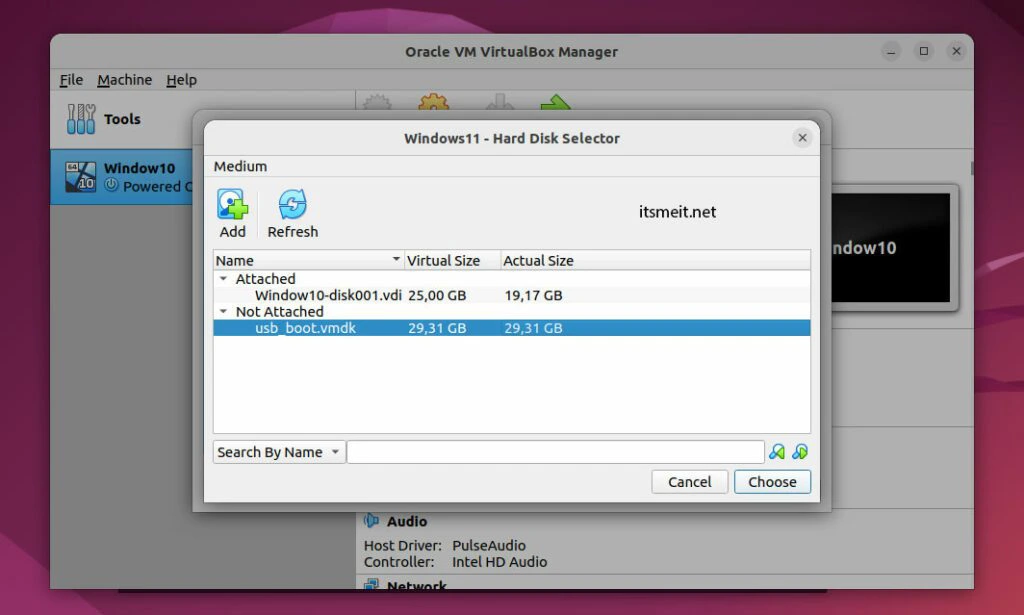 Oracle VM VirtualBox Manager
File Machine Help
Tools
Window10
Powered
64
10
Windows11 - Hard Disk Selector
Medium
Add Refresh
itsmeit.net
Name Virtual Size Actual Size
Attached
Window10-disk001.vdi 25,00 GB 19,17 GB
Not Attached
usb_boot.vmdk 29,31 GB 29,31 GB
ndow10
Search By Name
Cancel Choose
Audio
Host Driver: PulseAudio
Controller: Intel HD Audio
Network